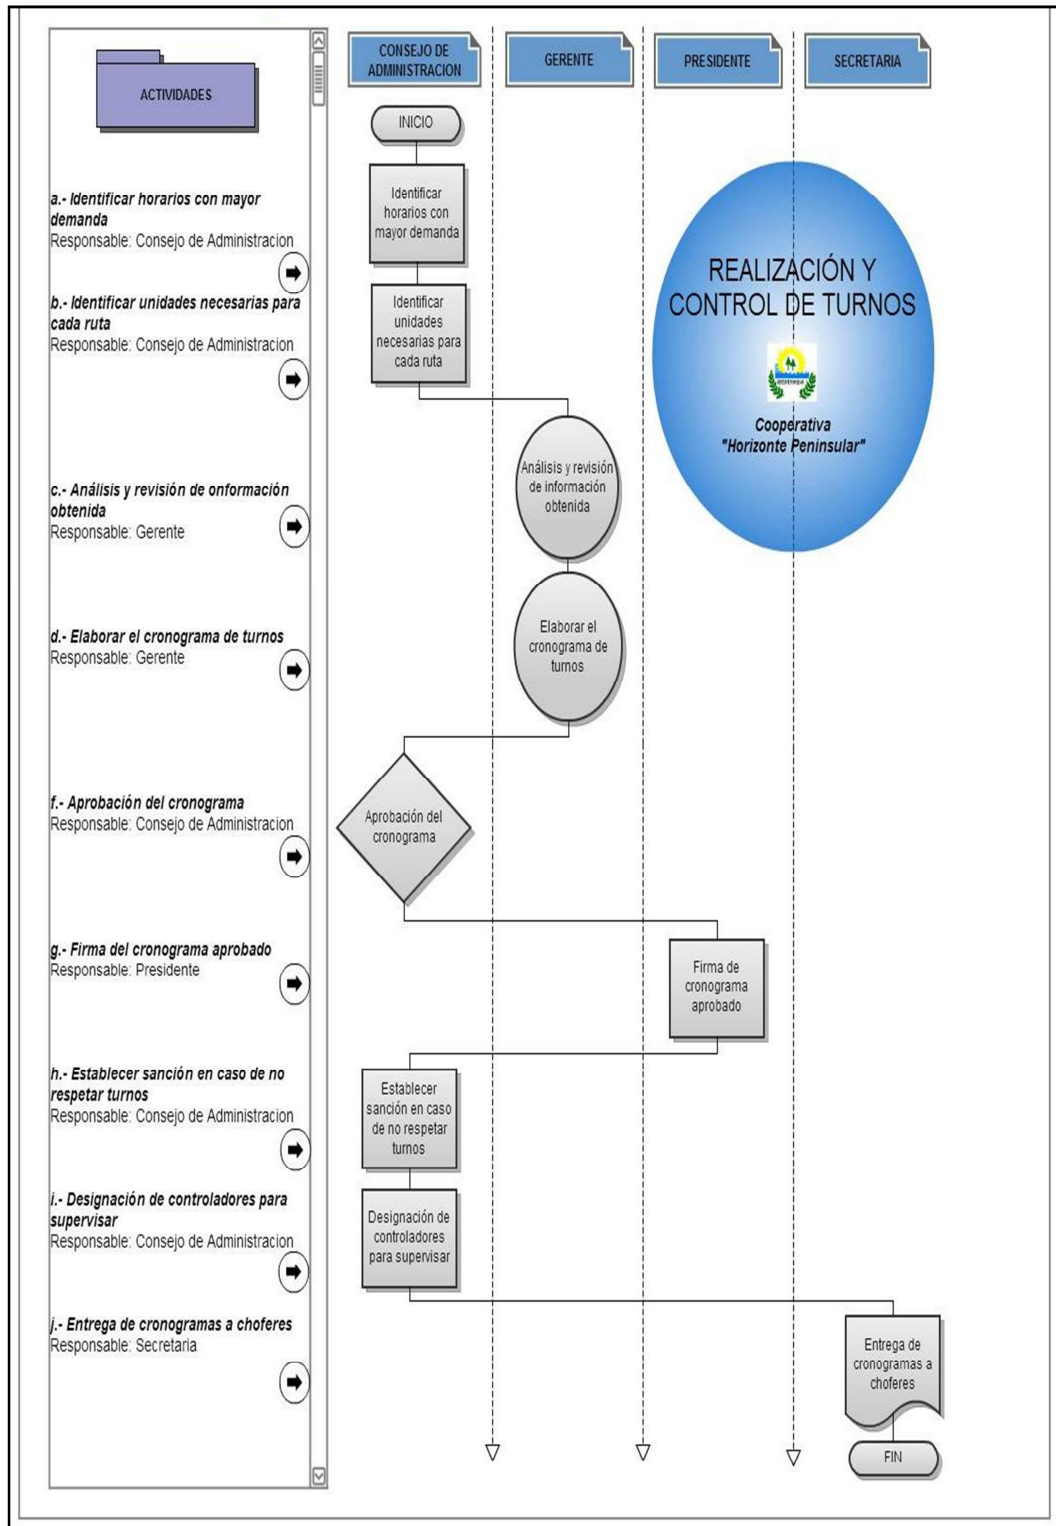 ACTIVIDADES
a.- Identificar horarios con mayor
demanda
Responsable: Consejo de Administracion
b.- Identificar unidades necesarias para
cada ruta
Responsable: Consejo de Administracion
c.- Análisis y revisión de onformación
obtenida
Responsable: Gerente
d.- Elaborar el cronograma de turnos
Responsable: Gerente
f.- Aprobación del cronograma
Responsable: Consejo de Administracion
g.- Firma del cronograma aprobado
Responsable: Presidente
h.- Establecer sanción en caso de no
respetar turnos
Responsable: Consejo de Administracion
i.- Designación de controladores para
supervisar
Responsable: Consejo de Administracion
j.- Entrega de cronogramas a choferes
Responsable: Secretaria
CONSEJO DE
ADMINISTRACION
GERENTE
PRESIDENTE
SECRETARIA
INICIO
Identificar
horarios con
mayor demanda
Identificar
unidades
necesarias para
cada ruta
Análisis y revisión
de información
obtenida
Elaborar el
cronograma de
turnos
Aprobación del
cronograma
Firma de
cronograma
aprobado
Establecer
sanción en caso
de no respetar
turnos
Designación de
controladores
para supervisar
Entrega de
cronogramas a
choferes
FIN
REALIZACIÓN Y
CONTROL DE TURNOS
Cooperativa
"Horizonte Peninsular"